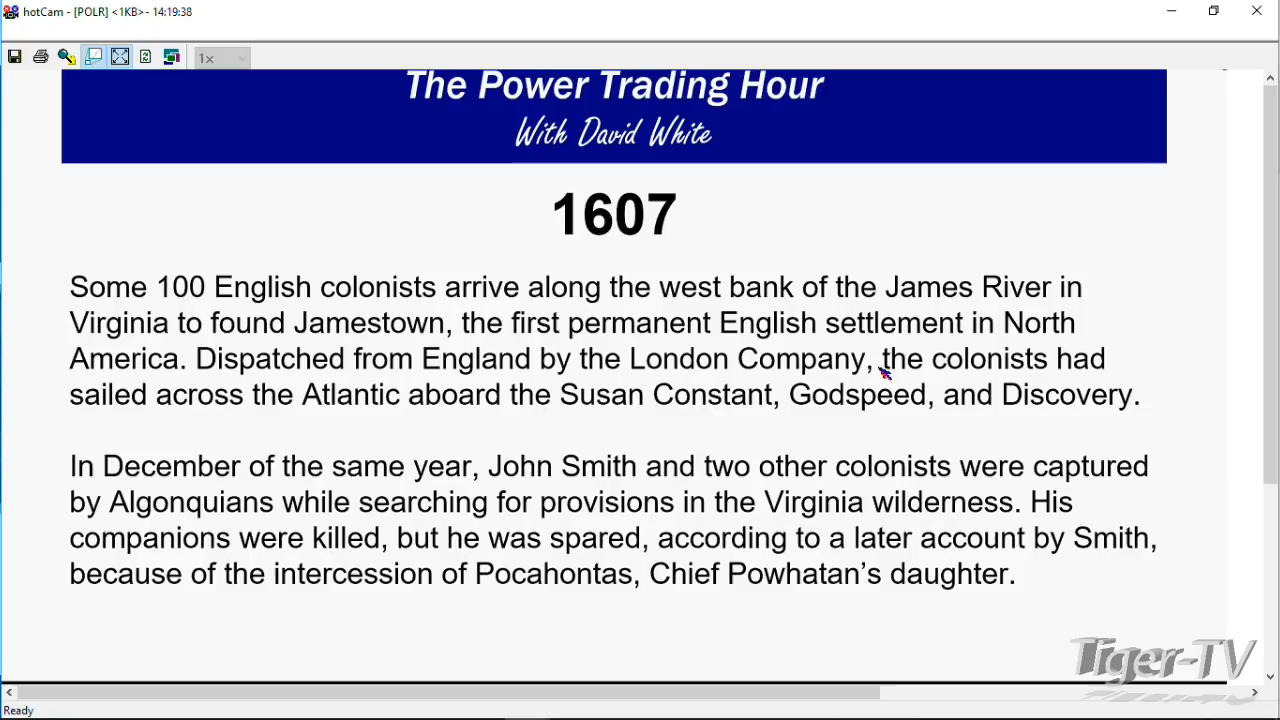 hotCam - [POLR] <1KB> - 14:19:38
1x
The Power Trading Hour
With David White
1607
Some 100 English colonists arrive along the west bank of the James River in
Virginia to found Jamestown, the first permanent English settlement in North
America. Dispatched from England by the London Company, the colonists had
sailed across the Atlantic aboard the Susan Constant, Godspeed, and Discovery.
In December of the same year, John Smith and two other colonists were captured
by Algonquians while searching for provisions in the Virginia wilderness. His
companions were killed, but he was spared, according to a later account by Smith,
because of the intercession of Pocahontas, Chief Powhatan’s daughter.
Tiger-TV
Ready